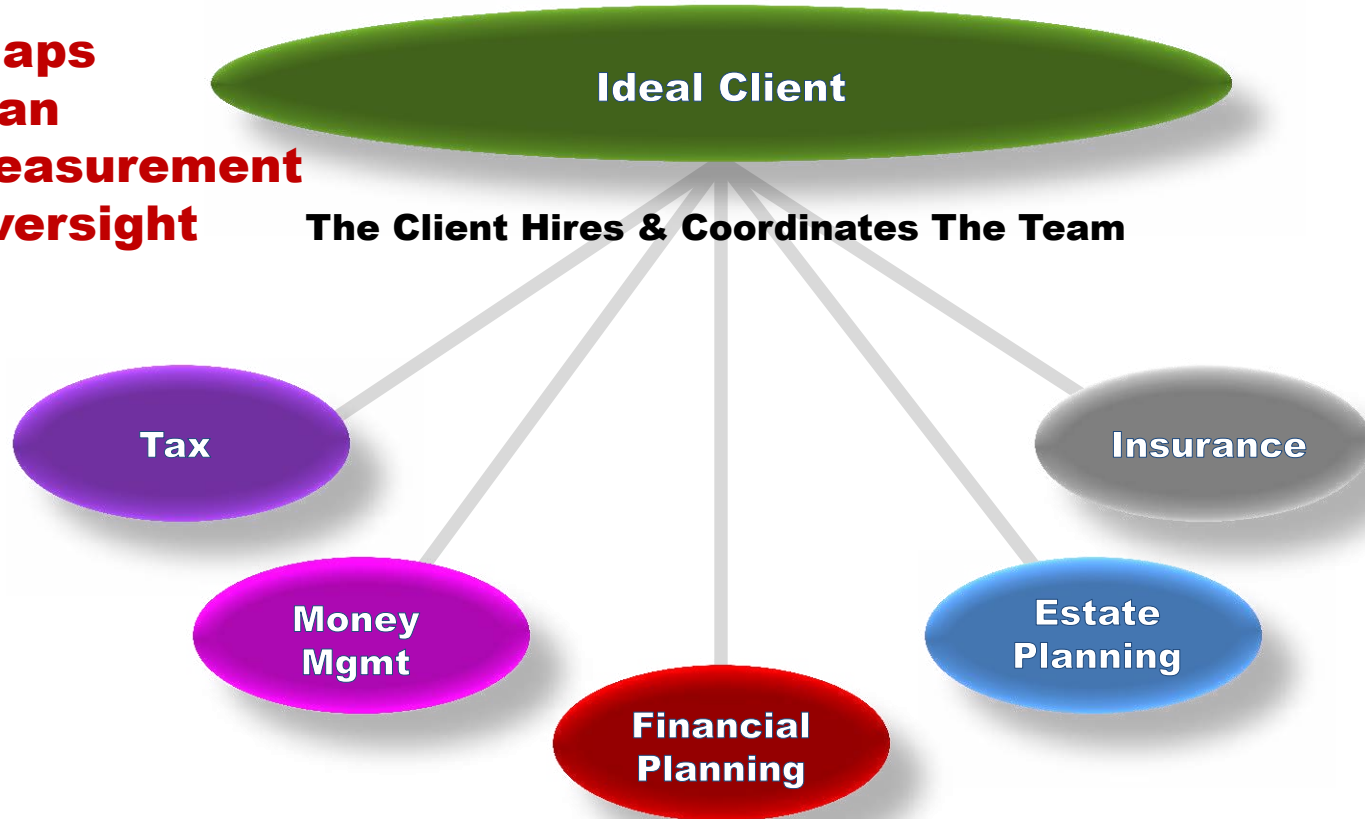 aps
an
easurement
versight
Ideal Client
The Client Hires & Coordinates The Team
Tax
Insurance
Money
Mgmt
Estate
Planning
Financial
Planning